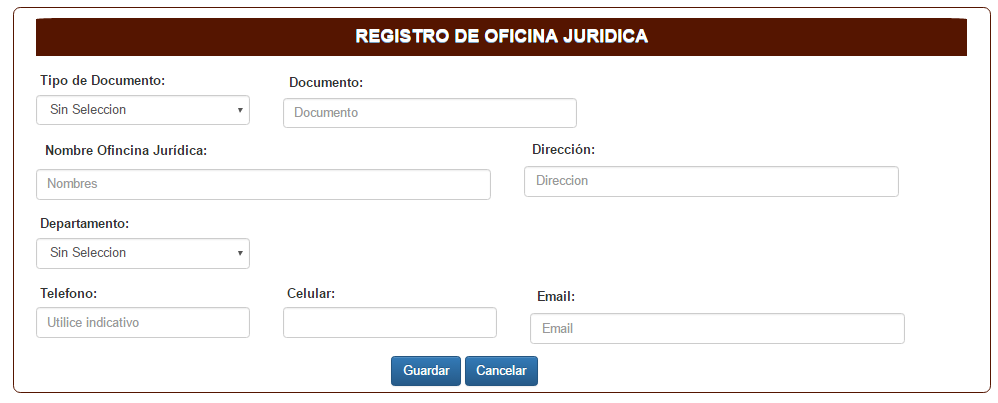 REGISTRO DE OFICINA JURIDICA
Tipo de Documento: Documento:
Sin Seleccion Documento
Nombre Ofincina Jurídica: Dirección:
Nombres Direccion
Departamento:
Sin Seleccion
Telefono: Celular: Email:
Utilice indicativo Email
Guardar Cancelar